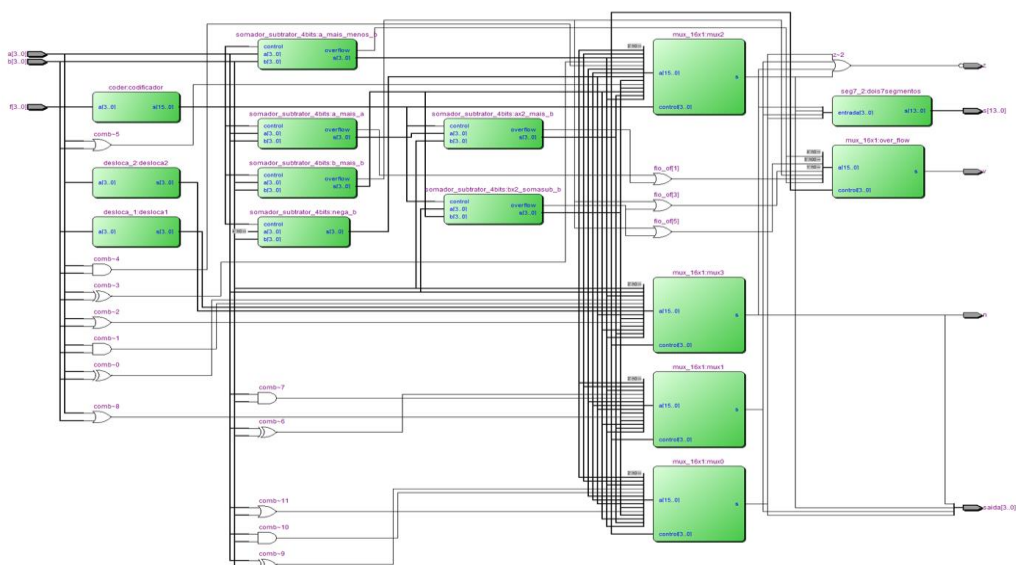 a[3..0]
b[3..0]
f[3..0]
coder:codificador
a[3..0] s[15..0]
comb~5
desloca_2:desloca2
a[3..0] s[3..0]
desloca_1:desloca1
a[3..0] s[3..0]
comb~4
comb~3
comb~2
comb~1
comb~0
comb~8
somador_subtrator_4bits:a_mais_menos_b
control
a[3..0]
b[3..0]
overflow
s[3..0]
somador_subtrator_4bits:a_mais_a
control
a[3..0]
b[3..0]
overflow
s[3..0]
somador_subtrator_4bits:b_mais_b
control
a[3..0]
b[3..0]
overflow
s[3..0]
somador_subtrator_4bits:nega_b
control
a[3..0]
b[3..0]
s[3..0]
somador_subtrator_4bits:ax2_mais_b
control
a[3..0]
b[3..0]
overflow
s[3..0]
somador_subtrator_4bits:bx2_somasub_b
control
a[3..0]
b[3..0]
overflow
s[3..0]
comb~7
comb~6
comb~11
comb~10
comb~9
fio_of[1]
fio_of[3]
fio_of[5]
mux_16x1:mux2
a[15..0]
s
control[3..0]
mux_16x1:mux3
a[15..0]
s
control[3..0]
mux_16x1:mux1
a[15..0]
s
control[3..0]
mux_16x1:mux0
a[15..0]
s
control[3..0]
z~2
seg7_2:dois7segmentos
entrada[3..0] s[13..0]
mux_16x1:over_flow
a[15..0]
s
control[3..0]
z
s[13..0]
v
n
saida[3..0]